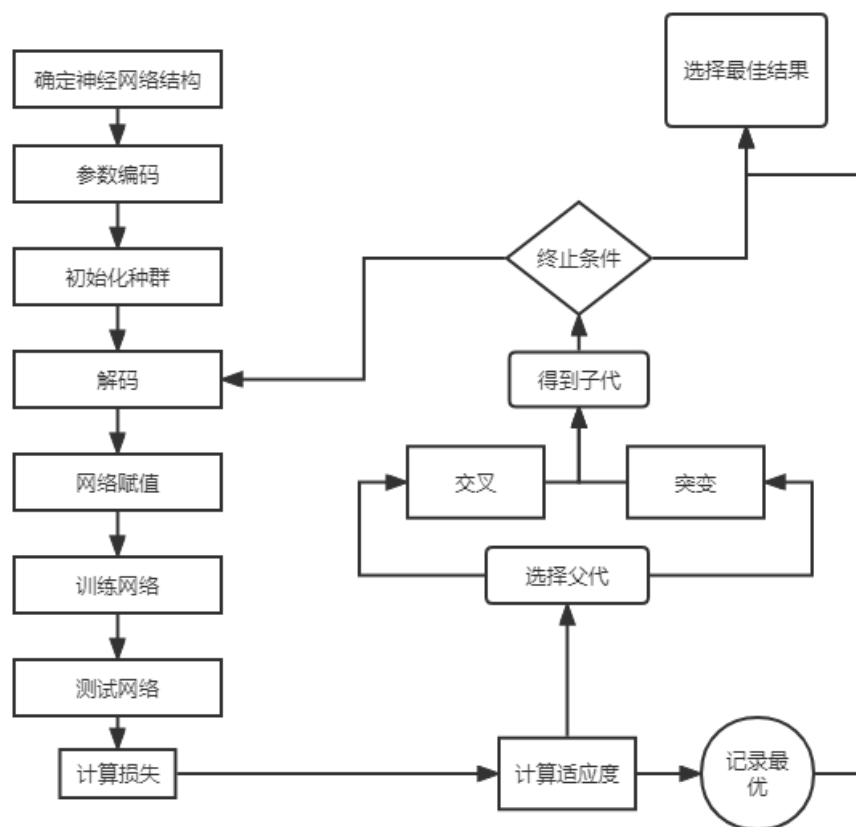 确定神经网络结构
参数编码
初始化种群
解码
网络赋值
训练网络
测试网络
计算损失
选择最佳结果
终止条件
得到子代
交叉
突变
选择父代
计算适应度
记录最
优